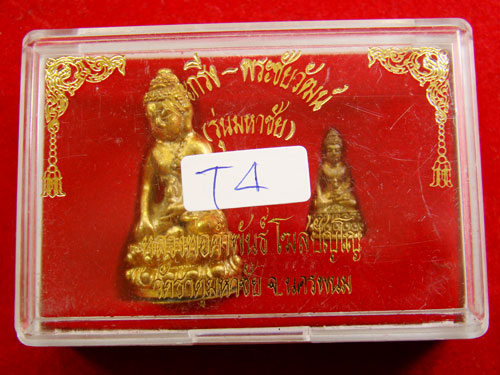 กริ่ง-พระชัยวัฒน์
(รุ่นมหาชัย)
T4
หลวงพ่อคำพันธ์ โฆสปัญโญ
วัดธาตุมหาชัย จ.นครพนม